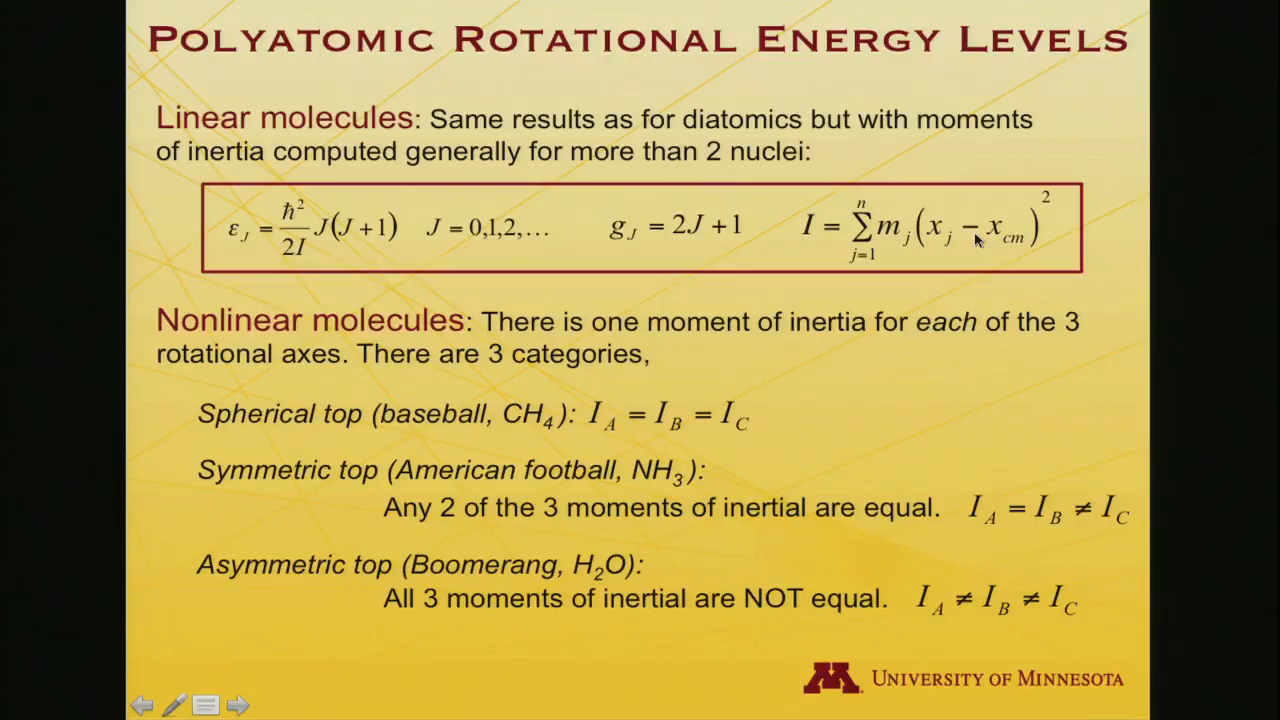 POLYATOMIC ROTATIONAL ENERGY LEVELS
Linear molecules: Same results as for diatomics but with moments
of inertia computed generally for more than 2 nuclei:
ε_J = ℏ²/2I J(J+1) J = 0,1,2,… g_J = 2J+1 I = ∑_{j=1}^{n} m_j(x_j − x_cm)²
Nonlinear molecules: There is one moment of inertia for each of the 3
rotational axes. There are 3 categories,
Spherical top (baseball, CH₄): I_A = I_B = I_C
Symmetric top (American football, NH₃):
Any 2 of the 3 moments of inertial are equal. I_A = I_B ≠ I_C
Asymmetric top (Boomerang, H₂O):
All 3 moments of inertial are NOT equal. I_A ≠ I_B ≠ I_C
M UNIVERSITY OF MINNESOTA